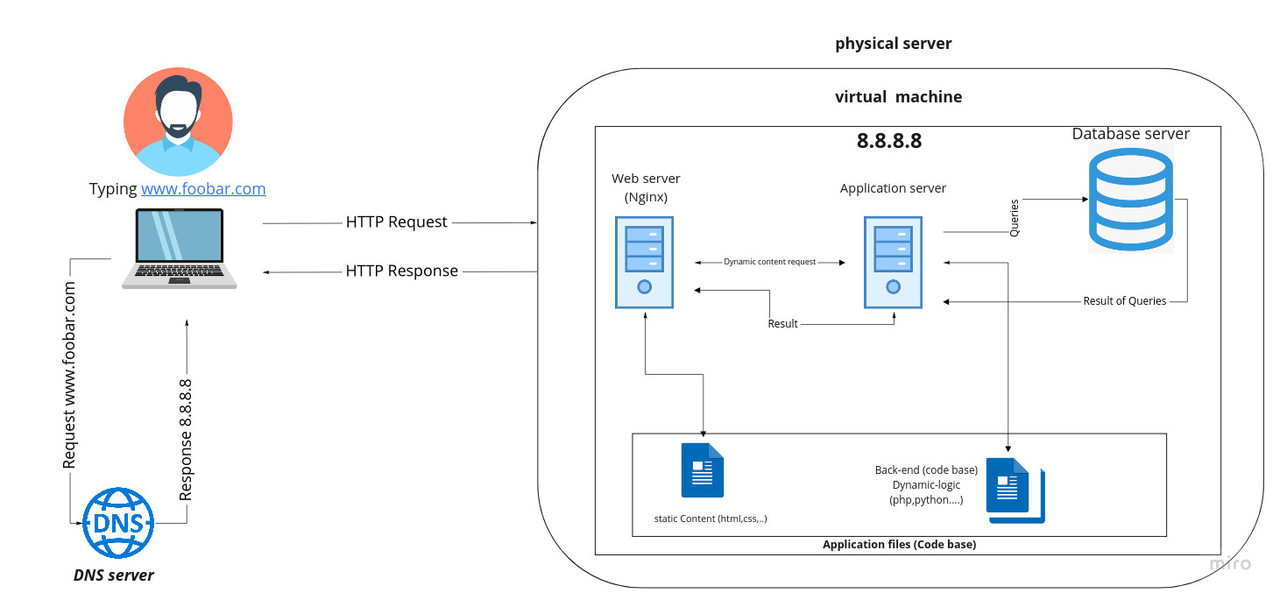 physical server
virtual machine
8.8.8.8
Database server
Typing www.foobar.com
Web server
(Nginx)
Application server
HTTP Request
HTTP Response
Queries
Dynamic content request
Result
Result of Queries
Request www.foobar.com
Response 8.8.8.8
DNS
DNS server
static Content (html,css,..)
Back-end (code base)
Dynamic-logic
(php,python....)
Application files (Code base)
miro